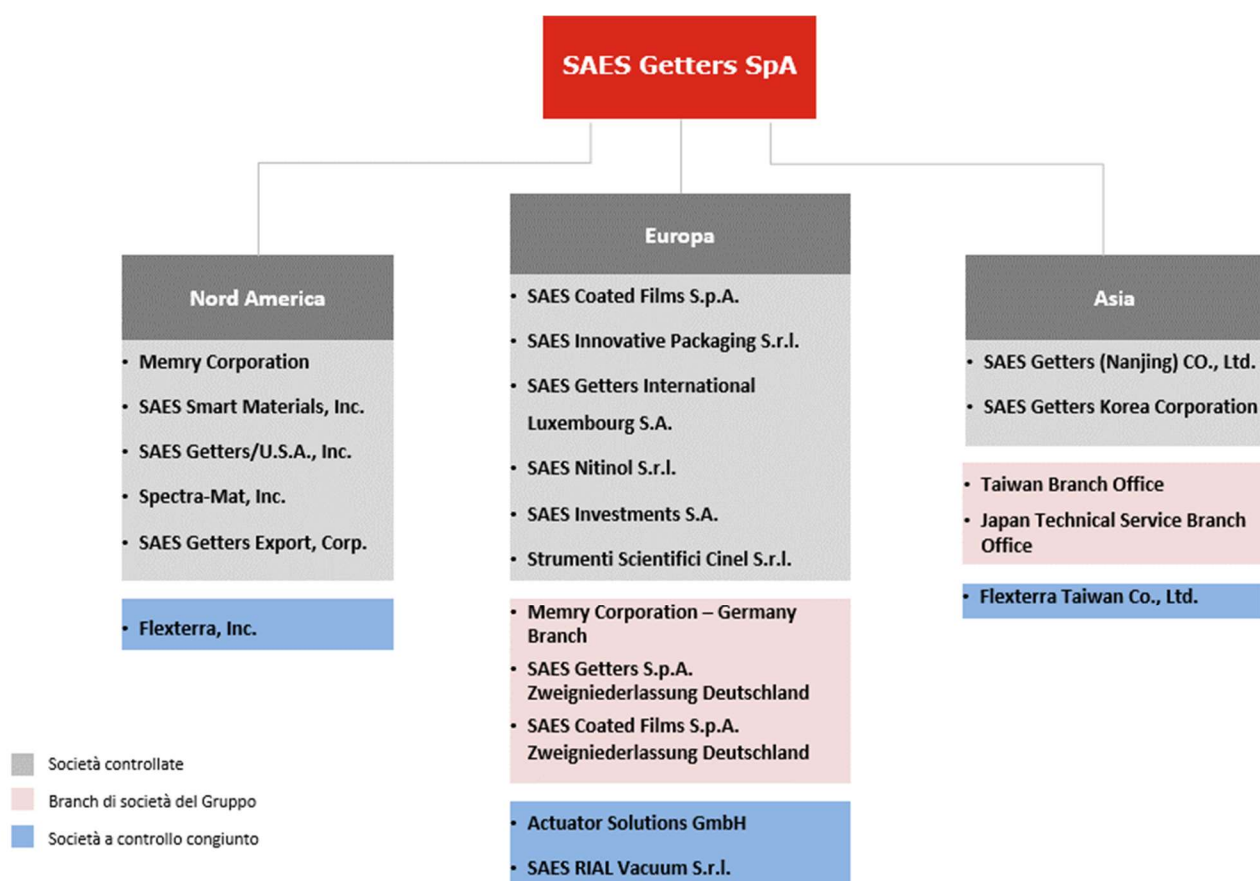 SAES Getters SpA
Nord America
• Memry Corporation
• SAES Smart Materials, Inc.
• SAES Getters/U.S.A., Inc.
• Spectra-Mat, Inc.
• SAES Getters Export, Corp.
• Flexterra, Inc.
Europa
• SAES Coated Films S.p.A.
• SAES Innovative Packaging S.r.l.
• SAES Getters International
Luxembourg S.A.
• SAES Nitinol S.r.l.
• SAES Investments S.A.
• Strumenti Scientifici Cinel S.r.l.
• Memry Corporation – Germany
Branch
• SAES Getters S.p.A.
Zweigniederlassung Deutschland
• SAES Coated Films S.p.A.
Zweigniederlassung Deutschland
• Actuator Solutions GmbH
• SAES RIAL Vacuum S.r.l.
Asia
• SAES Getters (Nanjing) CO., Ltd.
• SAES Getters Korea Corporation
• Taiwan Branch Office
• Japan Technical Service Branch
Office
• Flexterra Taiwan Co., Ltd.
Società controllate
Branch di società del Gruppo
Società a controllo congiunto